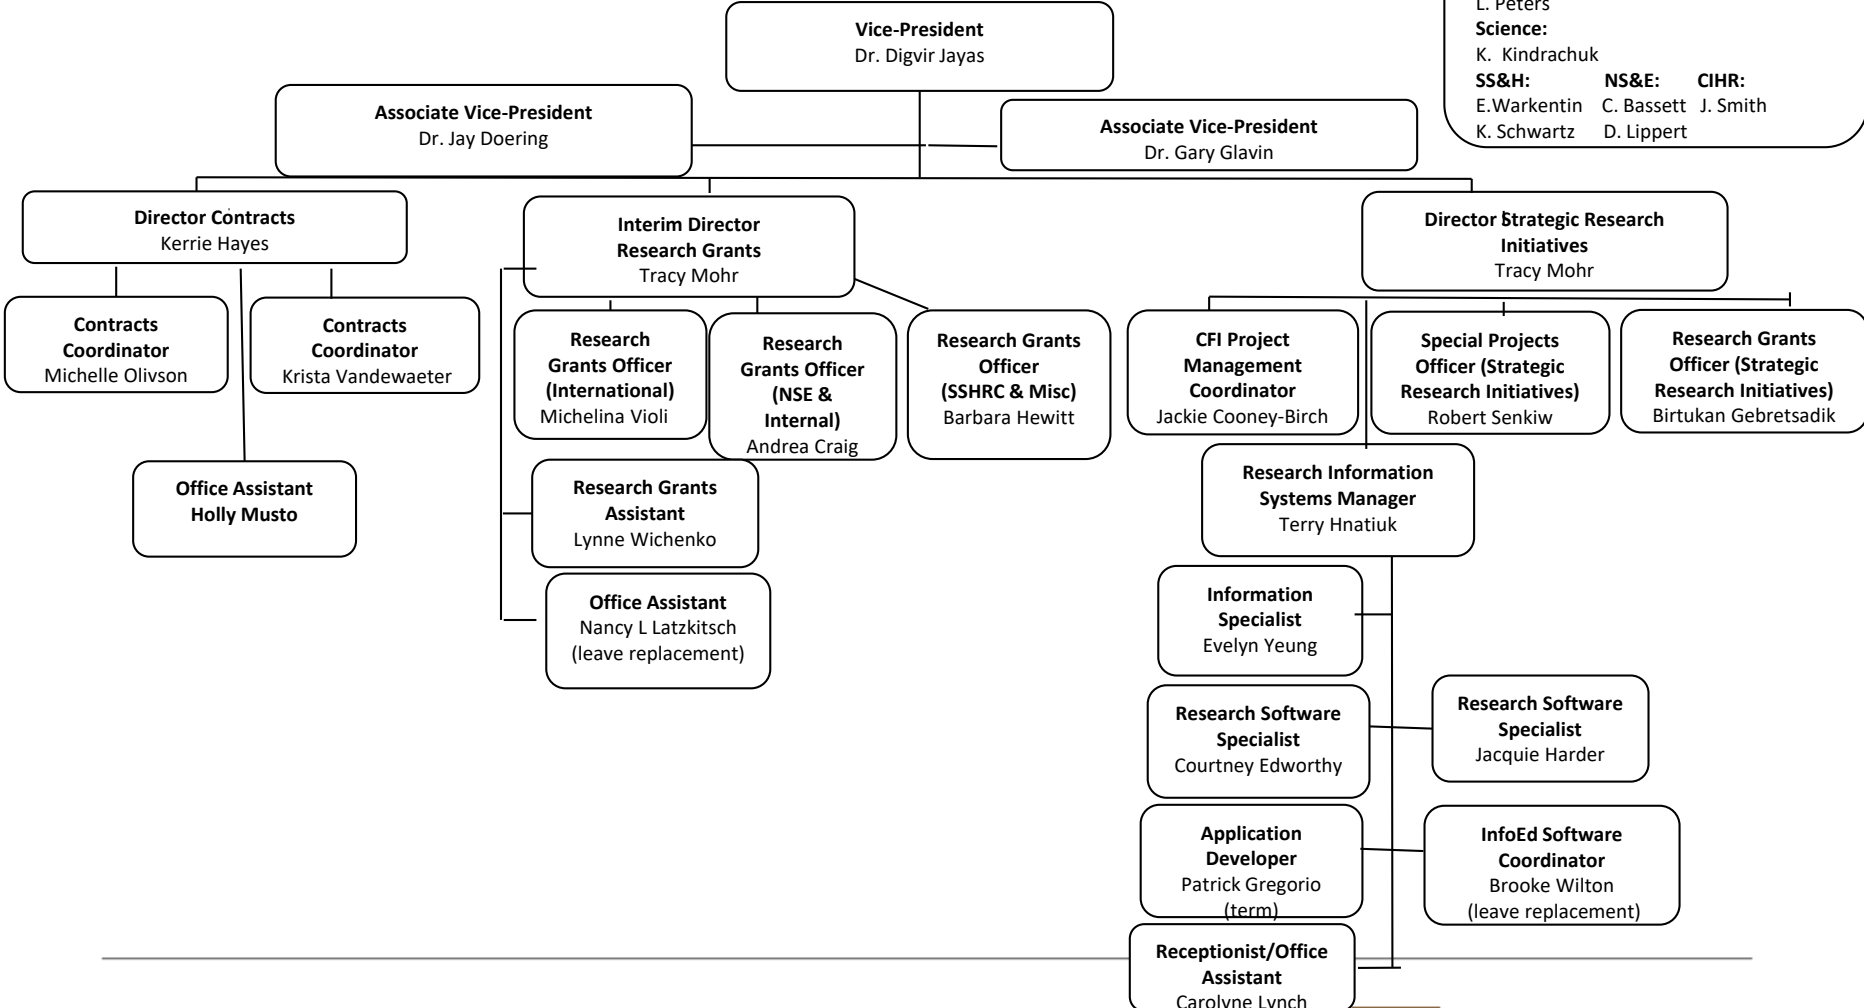 L. Peters
Science:
K. Kindrachuk
SS&H: NS&E: CIHR:
E.Warkentin C. Bassett J. Smith
K. Schwartz D. Lippert
Vice-President
Dr. Digvir Jayas
Associate Vice-President
Dr. Jay Doering
Associate Vice-President
Dr. Gary Glavin
Director Contracts
Kerrie Hayes
Interim Director
Research Grants
Tracy Mohr
Director Strategic Research
Initiatives
Tracy Mohr
Contracts
Coordinator
Michelle Olivson
Contracts
Coordinator
Krista Vandewaeter
Office Assistant
Holly Musto
Research
Grants Officer
(International)
Michelina Violi
Research
Grants Officer
(NSE &
Internal)
Andrea Craig
Research Grants
Officer
(SSHRC & Misc)
Barbara Hewitt
Research Grants
Assistant
Lynne Wichenko
Office Assistant
Nancy L Latzkitsch
(leave replacement)
CFI Project
Management
Coordinator
Jackie Cooney-Birch
Special Projects
Officer (Strategic
Research Initiatives)
Robert Senkiw
Research Grants
Officer (Strategic
Research Initiatives)
Birtukan Gebretsadik
Research Information
Systems Manager
Terry Hnatiuk
Information
Specialist
Evelyn Yeung
Research Software
Specialist
Courtney Edworthy
Research Software
Specialist
Jacquie Harder
Application
Developer
Patrick Gregorio
(term)
InfoEd Software
Coordinator
Brooke Wilton
(leave replacement)
Receptionist/Office
Assistant
Carolyne Lynch